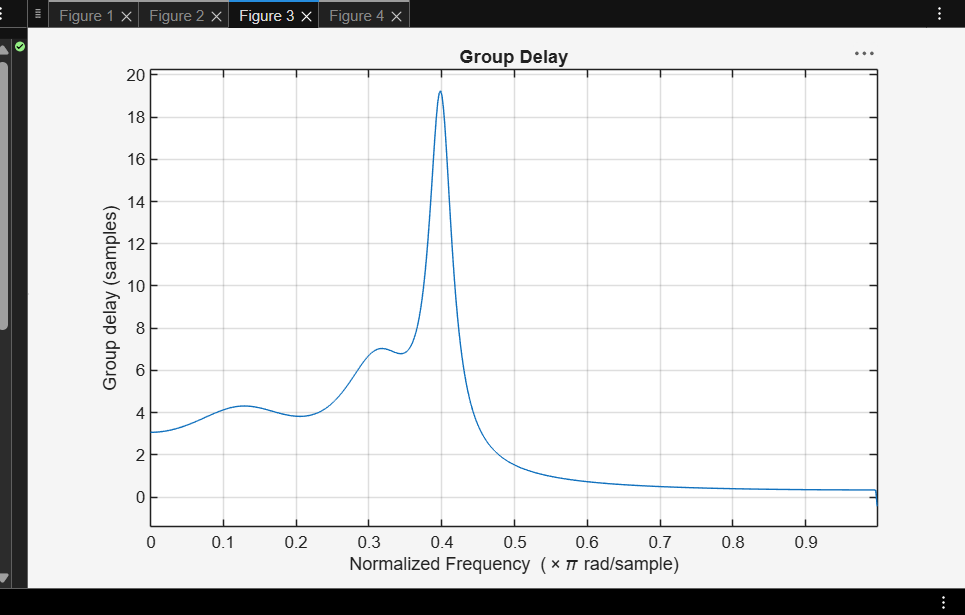 Figure 1 × Figure 2 × Figure 3 × Figure 4 ×
Group Delay
20
18
16
14
12
10
8
6
4
2
0
Group delay (samples)
0 0.1 0.2 0.3 0.4 0.5 0.6 0.7 0.8 0.9
Normalized Frequency (× π rad/sample)